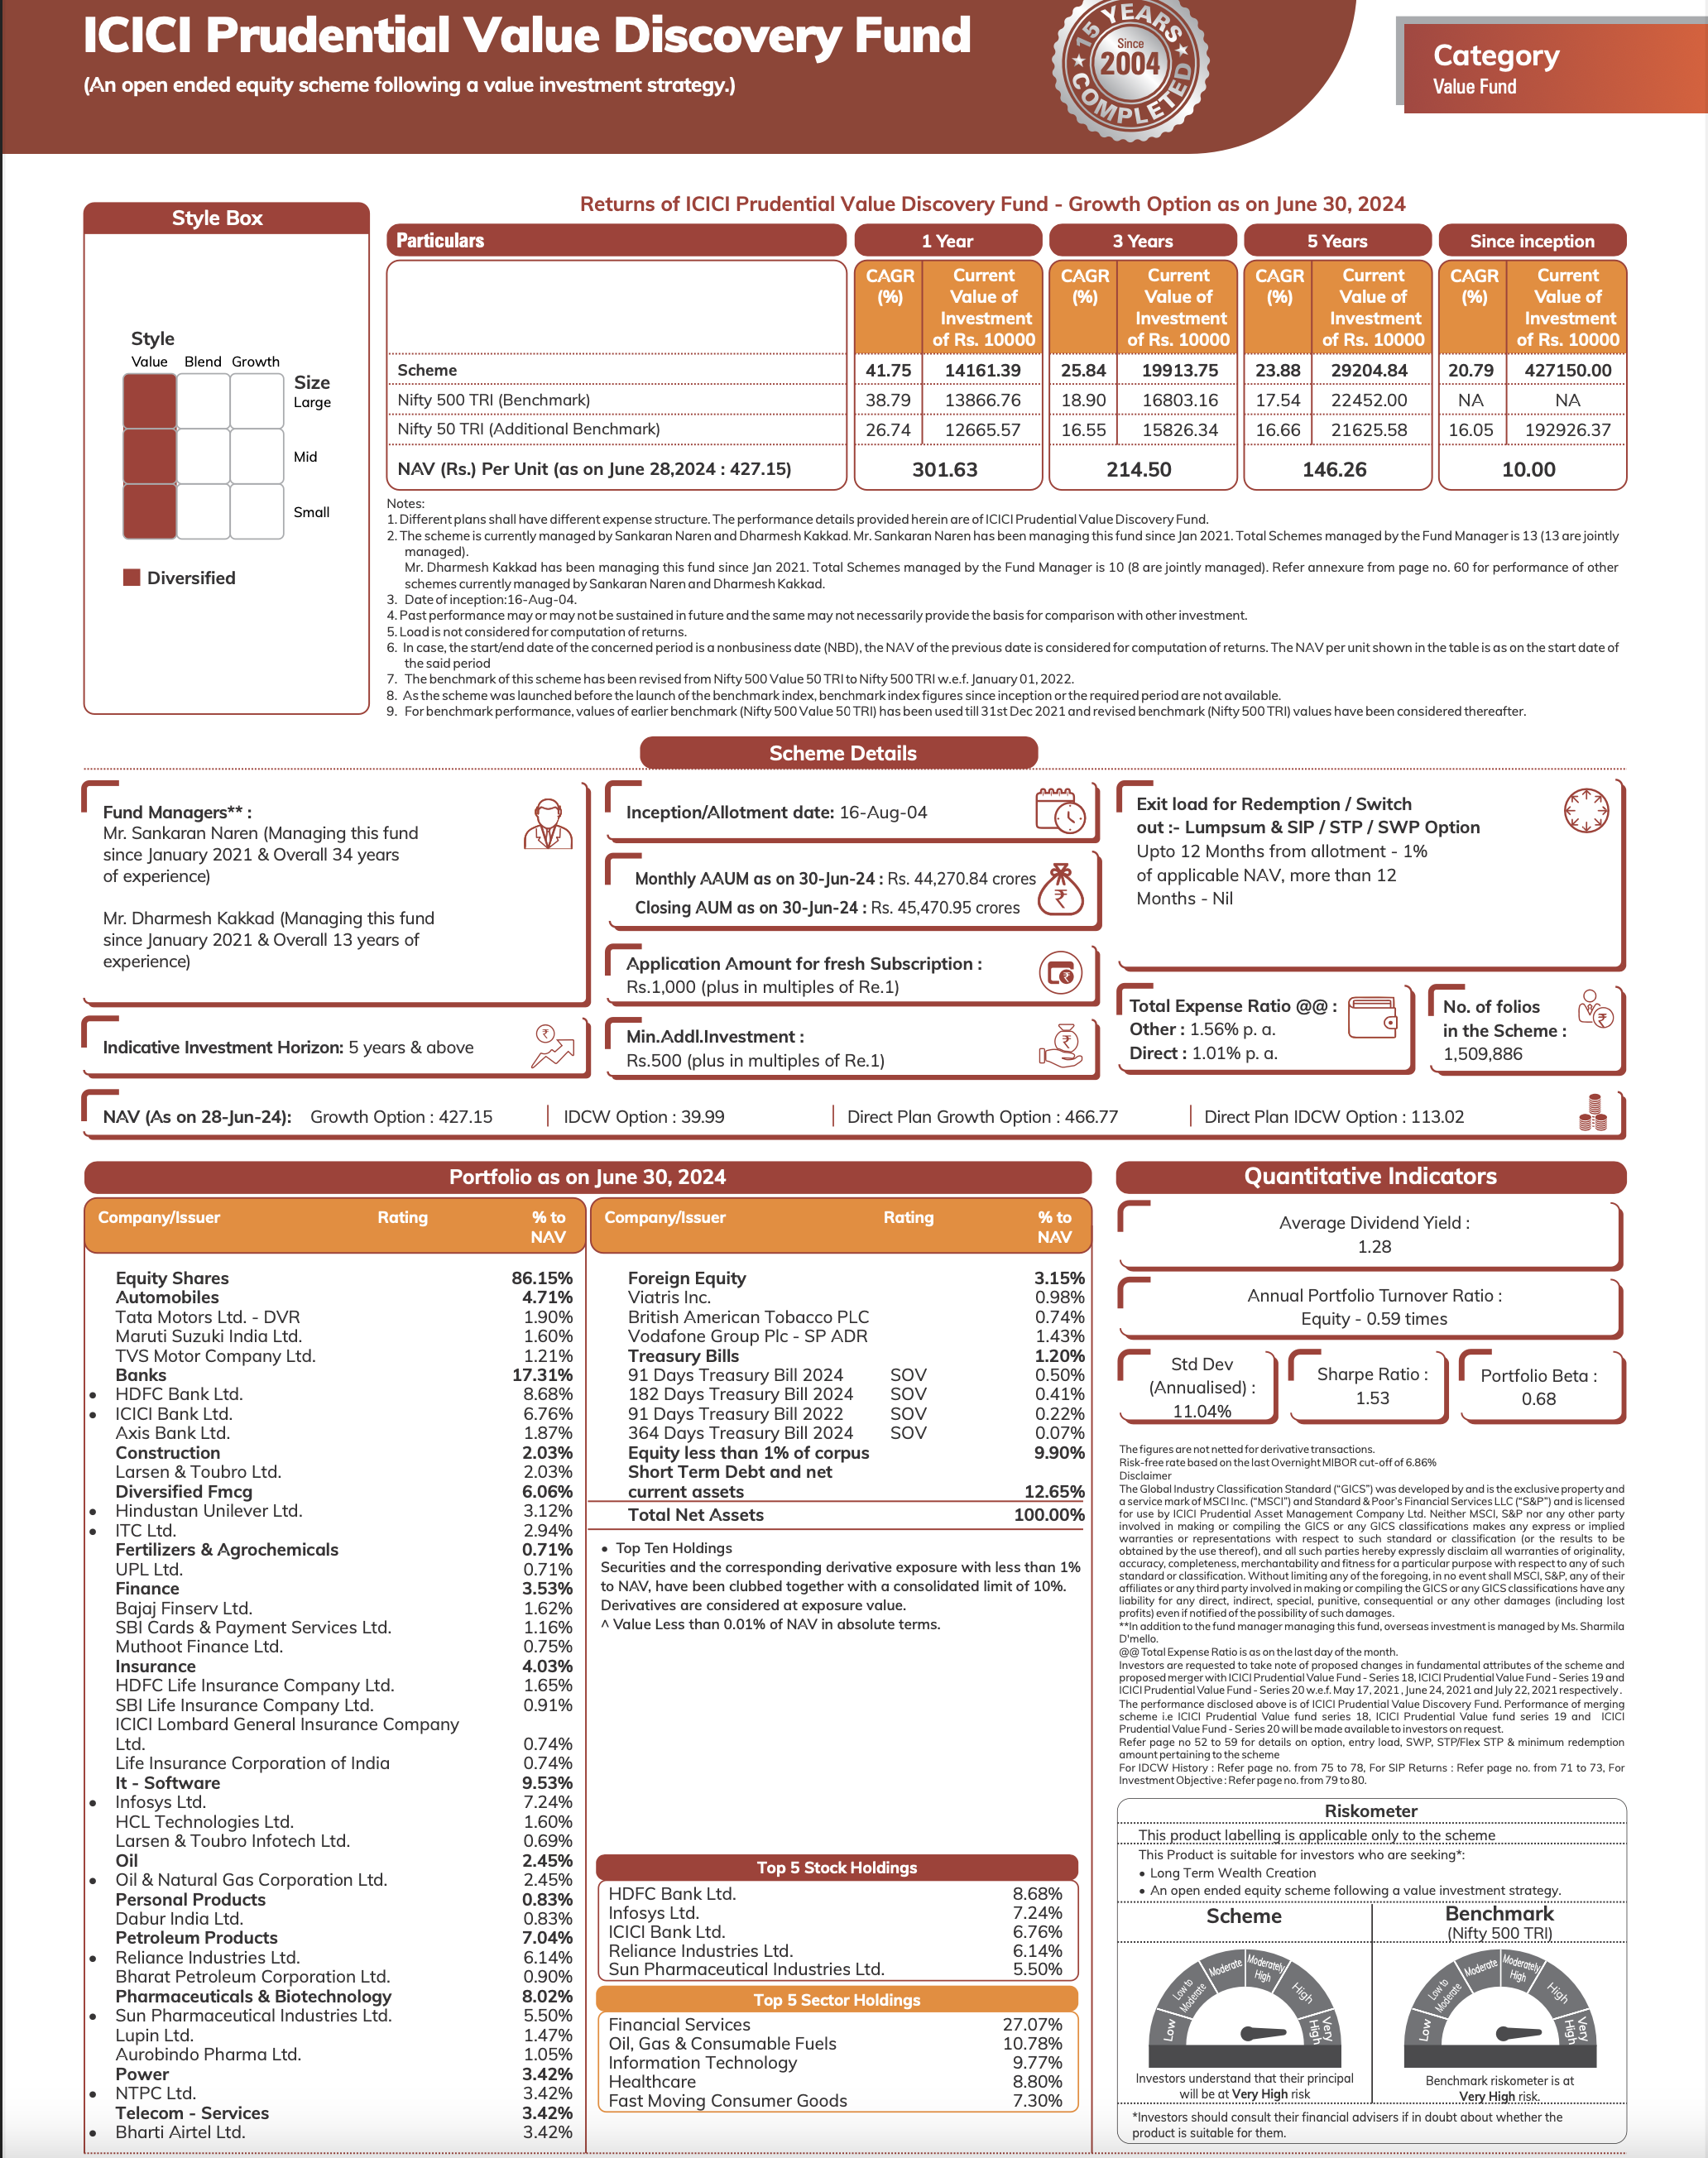 ICICI Prudential Value Discovery Fund
(An open ended equity scheme following a value investment strategy.)
15 YEARS
Since
2004
COMPLETED
Category
Value Fund
Style Box
Style
Value Blend Growth
Size
Large
Mid
Small
Diversified
Returns of ICICI Prudential Value Discovery Fund - Growth Option as on June 30, 2024
Particulars 1 Year 3 Years 5 Years Since inception
CAGR (%) Current Value of Investment of Rs. 10000 CAGR (%) Current Value of Investment of Rs. 10000 CAGR (%) Current Value of Investment of Rs. 10000 CAGR (%) Current Value of Investment of Rs. 10000
Scheme 41.75 14161.39 25.84 19913.75 23.88 29204.84 20.79 427150.00
Nifty 500 TRI (Benchmark) 38.79 13866.76 18.90 16803.16 17.54 22452.00 NA NA
Nifty 50 TRI (Additional Benchmark) 26.74 12665.57 16.55 15826.34 16.66 21625.58 16.05 192926.37
NAV (Rs.) Per Unit (as on June 28,2024 : 427.15) 301.63 214.50 146.26 10.00
Notes:
1. Different plans shall have different expense structure. The performance details provided herein are of ICICI Prudential Value Discovery Fund.
2. The scheme is currently managed by Sankaran Naren and Dharmesh Kakkad. Mr. Sankaran Naren has been managing this fund since Jan 2021. Total Schemes managed by the Fund Manager is 13 (13 are jointly
managed).
Mr. Dharmesh Kakkad has been managing this fund since Jan 2021. Total Schemes managed by the Fund Manager is 10 (8 are jointly managed). Refer annexure from page no. 60 for performance of other
schemes currently managed by Sankaran Naren and Dharmesh Kakkad.
3. Date of inception:16-Aug-04.
4. Past performance may or may not be sustained in future and the same may not necessarily provide the basis for comparison with other investment.
5. Load is not considered for computation of returns.
6. In case, the start/end date of the concerned period is a nonbusiness date (NBD), the NAV of the previous date is considered for computation of returns. The NAV per unit shown in the table is as on the start date of
the said period
7. The benchmark of this scheme has been revised from Nifty 500 Value 50 TRI to Nifty 500 TRI w.e.f. January 01, 2022.
8. As the scheme was launched before the launch of the benchmark index, benchmark index figures since inception or the required period are not available.
9. For benchmark performance, values of earlier benchmark (Nifty 500 Value 50 TRI) has been used till 31st Dec 2021 and revised benchmark (Nifty 500 TRI) values have been considered thereafter.
Scheme Details
Fund Managers** :
Mr. Sankaran Naren (Managing this fund
since January 2021 & Overall 34 years
of experience)
Mr. Dharmesh Kakkad (Managing this fund
since January 2021 & Overall 13 years of
experience)
Indicative Investment Horizon: 5 years & above
Inception/Allotment date: 16-Aug-04
Monthly AAUM as on 30-Jun-24 : Rs. 44,270.84 crores
Closing AUM as on 30-Jun-24 : Rs. 45,470.95 crores
Application Amount for fresh Subscription :
Rs.1,000 (plus in multiples of Re.1)
Min.Addl.Investment :
Rs.500 (plus in multiples of Re.1)
Exit load for Redemption / Switch
out :- Lumpsum & SIP / STP / SWP Option
Upto 12 Months from allotment - 1%
of applicable NAV, more than 12
Months - Nil
Total Expense Ratio @@ :
Other : 1.56% p. a.
Direct : 1.01% p. a.
No. of folios
in the Scheme :
1,509,886
NAV (As on 28-Jun-24): Growth Option : 427.15 IDCW Option : 39.99 Direct Plan Growth Option : 466.77 Direct Plan IDCW Option : 113.02
Portfolio as on June 30, 2024
Company/Issuer Rating % to NAV
Equity Shares 86.15%
Automobiles 4.71%
Tata Motors Ltd. - DVR 1.90%
Maruti Suzuki India Ltd. 1.60%
TVS Motor Company Ltd. 1.21%
Banks 17.31%
• HDFC Bank Ltd. 8.68%
• ICICI Bank Ltd. 6.76%
Axis Bank Ltd. 1.87%
Construction 2.03%
Larsen & Toubro Ltd. 2.03%
Diversified Fmcg 6.06%
• Hindustan Unilever Ltd. 3.12%
• ITC Ltd. 2.94%
Fertilizers & Agrochemicals 0.71%
UPL Ltd. 0.71%
Finance 3.53%
Bajaj Finserv Ltd. 1.62%
SBI Cards & Payment Services Ltd. 1.16%
Muthoot Finance Ltd. 0.75%
Insurance 4.03%
HDFC Life Insurance Company Ltd. 1.65%
SBI Life Insurance Company Ltd. 0.91%
ICICI Lombard General Insurance Company
Ltd. 0.74%
Life Insurance Corporation of India 0.74%
It - Software 9.53%
• Infosys Ltd. 7.24%
HCL Technologies Ltd. 1.60%
Larsen & Toubro Infotech Ltd. 0.69%
Oil 2.45%
• Oil & Natural Gas Corporation Ltd. 2.45%
Personal Products 0.83%
Dabur India Ltd. 0.83%
Petroleum Products 7.04%
• Reliance Industries Ltd. 6.14%
Bharat Petroleum Corporation Ltd. 0.90%
Pharmaceuticals & Biotechnology 8.02%
• Sun Pharmaceutical Industries Ltd. 5.50%
Lupin Ltd. 1.47%
Aurobindo Pharma Ltd. 1.05%
Power 3.42%
• NTPC Ltd. 3.42%
Telecom - Services 3.42%
• Bharti Airtel Ltd. 3.42%
Company/Issuer Rating % to NAV
Foreign Equity 3.15%
Viatris Inc. 0.98%
British American Tobacco PLC 0.74%
Vodafone Group Plc - SP ADR 1.43%
Treasury Bills 1.20%
91 Days Treasury Bill 2024 SOV 0.50%
182 Days Treasury Bill 2024 SOV 0.41%
91 Days Treasury Bill 2022 SOV 0.22%
364 Days Treasury Bill 2024 SOV 0.07%
Equity less than 1% of corpus 9.90%
Short Term Debt and net
current assets 12.65%
Total Net Assets 100.00%
• Top Ten Holdings
Securities and the corresponding derivative exposure with less than 1%
to NAV, have been clubbed together with a consolidated limit of 10%.
Derivatives are considered at exposure value.
^ Value Less than 0.01% of NAV in absolute terms.
Top 5 Stock Holdings
HDFC Bank Ltd. 8.68%
Infosys Ltd. 7.24%
ICICI Bank Ltd. 6.76%
Reliance Industries Ltd. 6.14%
Sun Pharmaceutical Industries Ltd. 5.50%
Top 5 Sector Holdings
Financial Services 27.07%
Oil, Gas & Consumable Fuels 10.78%
Information Technology 9.77%
Healthcare 8.80%
Fast Moving Consumer Goods 7.30%
Quantitative Indicators
Average Dividend Yield :
1.28
Annual Portfolio Turnover Ratio :
Equity - 0.59 times
Std Dev
(Annualised) :
11.04%
Sharpe Ratio :
1.53
Portfolio Beta :
0.68
The figures are not netted for derivative transactions.
Risk-free rate based on the last Overnight MIBOR cut-off of 6.86%
Disclaimer
The Global Industry Classification Standard (“GICS”) was developed by and is the exclusive property and
a service mark of MSCI Inc. (“MSCI”) and Standard & Poor’s Financial Services LLC (“S&P”) and is licensed
for use by ICICI Prudential Asset Management Company Ltd. Neither MSCI, S&P nor any other party
involved in making or compiling the GICS or any GICS classifications makes any express or implied
warranties or representations with respect to such standard or classification (or the results to be
obtained by the use thereof), and all such parties hereby expressly disclaim all warranties of originality,
accuracy, completeness, merchantability and fitness for a particular purpose with respect to any of such
standard or classification. Without limiting any of the foregoing, in no event shall MSCI, S&P, any of their
affiliates or any third party involved in making or compiling the GICS or any GICS classifications have any
liability for any direct, indirect, special, punitive, consequential or any other damages (including lost
profits) even if notified of the possibility of such damages.
**In addition to the fund manager managing this fund, overseas investment is managed by Ms. Sharmila
D'mello.
@@ Total Expense Ratio is as on the last day of the month.
Investors are requested to take note of proposed changes in fundamental attributes of the scheme and
proposed merger with ICICI Prudential Value Fund - Series 18, ICICI Prudential Value Fund - Series 19 and
ICICI Prudential Value Fund - Series 20 w.e.f. May 17, 2021 , June 24, 2021 and July 22, 2021 respectively.
The performance disclosed above is of ICICI Prudential Value Discovery Fund. Performance of merging
scheme i.e ICICI Prudential Value fund series 18, ICICI Prudential Value fund series 19 and ICICI
Prudential Value Fund - Series 20 will be made available to investors on request.
Refer page no 52 to 59 for details on option, entry load, SWP, STP/Flex STP & minimum redemption
amount pertaining to the scheme
For IDCW History : Refer page no. from 75 to 78, For SIP Returns : Refer page no. from 71 to 73, For
Investment Objective : Refer page no. from 79 to 80.
Riskometer
This product labelling is applicable only to the scheme
This Product is suitable for investors who are seeking*:
• Long Term Wealth Creation
• An open ended equity scheme following a value investment strategy.
Scheme
Low
Low to Moderate
Moderate
Moderately High
High
Very High
Investors understand that their principal
will be at Very High risk
Benchmark
(Nifty 500 TRI)
Low
Low to Moderate
Moderate
Moderately High
High
Very High
Benchmark riskometer is at
Very High risk.
*Investors should consult their financial advisers if in doubt about whether the
product is suitable for them.